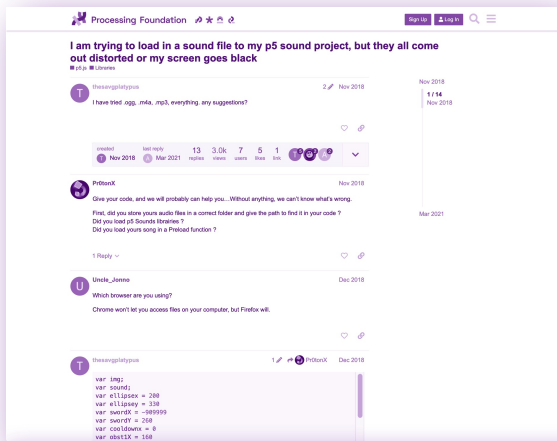 Processing Foundation
Sign Up
Log In
I am trying to load in a sound file to my p5 sound project, but they all come
out distorted or my screen goes black
p5.js Libraries
T
thesavgplatypus
2
Nov 2018
I have tried .ogg, .m4a, .mp3, everything. any suggestions?
created
T Nov 2018
last reply
Mar 2021
13
replies
3.0k
views
7
users
5
likes
1
link
Nov 2018
1 / 14
Nov 2018
Mar 2021
Pr0tonX
Nov 2018
Give your code, and we will probably can help you…Without anything, we can't know what's wrong.
First, did you store yours audio files in a correct folder and give the path to find it in your code ?
Did you load p5 Sounds librairies ?
Did you load yours song in a Preload function ?
1 Reply
U
Uncle_Jonno
Dec 2018
Which browser are you using?
Chrome won't let you access files on your computer, but Firefox will.
T
thesavgplatypus
1
Pr0tonX
Dec 2018
var img;
var sound;
var ellipsex = 200
var ellipsey = 330
var swordX = -909999
var swordY = 260
var cooldownx = 0
var obst1X = 160